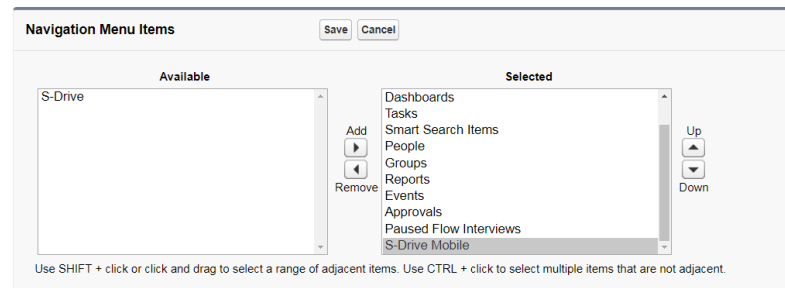 Navigation Menu Items
Save Cancel
Available
Selected
S-Drive
Add
Remove
Dashboards
Tasks
Smart Search Items
People
Groups
Reports
Events
Approvals
Paused Flow Interviews
S-Drive Mobile
Up
Down
Use SHIFT + click or click and drag to select a range of adjacent items. Use CTRL + click to select multiple items that are not adjacent.